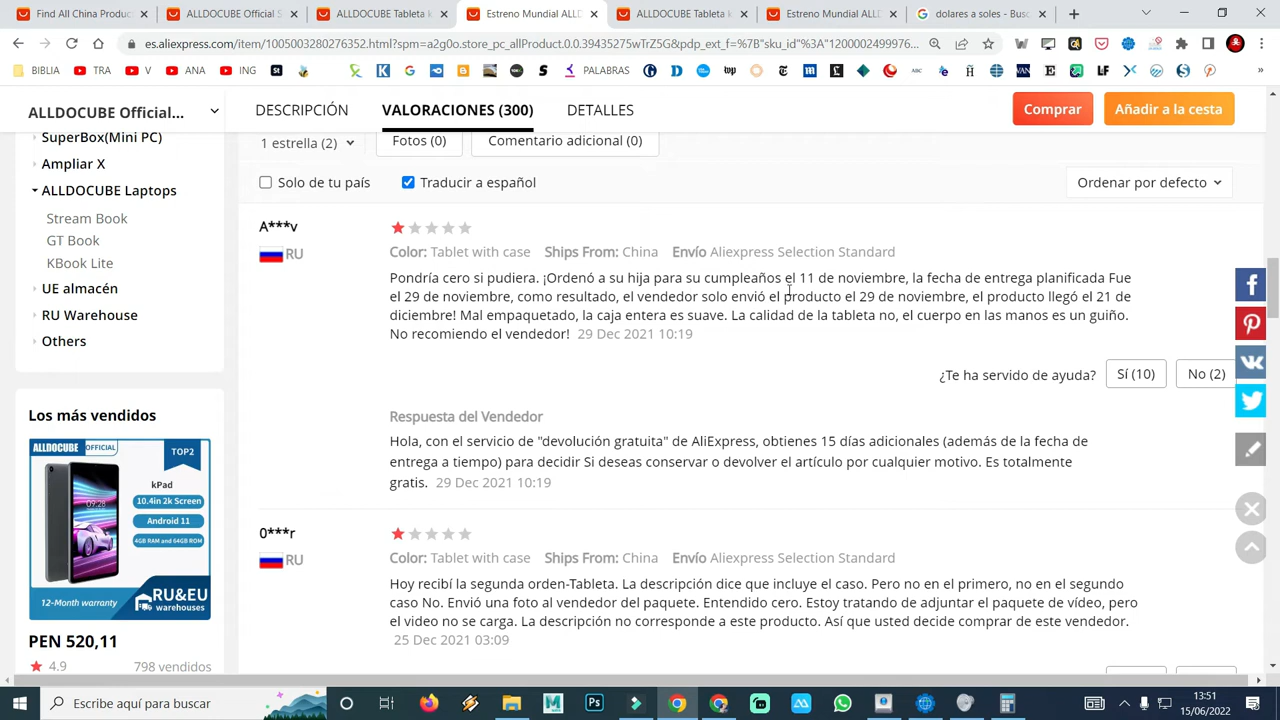 Find All China Produc
ALLDOCUBE Official S
ALLDOCUBE Tableta k
Estreno Mundial ALLD
ALLDOCUBE Tableta k
Estreno Mundial ALLD
dolares a soles - Busc
es.aliexpress.com/item/1005003280276352.html?spm=a2g0o.store_pc_allProduct.0.0.39435275wTrZ5G&pdp_ext_f=%7B"sku_id"%3A"1200002499976...
BIBLIA TRA V ANA ING PALABRAS
ALLDOCUBE Official...
DESCRIPCIÓN VALORACIONES (300) DETALLES
Comprar Añadir a la cesta
SuperBox(Mini PC)
Ampliar X
ALLDOCUBE Laptops
Stream Book
GT Book
KBook Lite
UE almacén
RU Warehouse
Others
Los más vendidos
ALLDOCUBE OFFICIAL
TOP2
kPad
10.4in 2k Screen
09:28
Android 11
4GB RAM and 64GB ROM
12-Month warranty
RU&EU
warehouses
PEN 520,11
4.9 798 vendidos
1 estrella (2) Fotos (0) Comentario adicional (0)
Solo de tu país Traducir a español Ordenar por defecto
A***v
RU
Color: Tablet with case Ships From: China Envío Aliexpress Selection Standard
Pondría cero si pudiera. ¡Ordenó a su hija para su cumpleaños el 11 de noviembre, la fecha de entrega planificada Fue
el 29 de noviembre, como resultado, el vendedor solo envió el producto el 29 de noviembre, el producto llegó el 21 de
diciembre! Mal empaquetado, la caja entera es suave. La calidad de la tableta no, el cuerpo en las manos es un guiño.
No recomiendo el vendedor! 29 Dec 2021 10:19
¿Te ha servido de ayuda? Sí (10) No (2)
Respuesta del Vendedor
Hola, con el servicio de "devolución gratuita" de AliExpress, obtienes 15 días adicionales (además de la fecha de
entrega a tiempo) para decidir Si deseas conservar o devolver el artículo por cualquier motivo. Es totalmente
gratis. 29 Dec 2021 10:19
0***r
RU
Color: Tablet with case Ships From: China Envío Aliexpress Selection Standard
Hoy recibí la segunda orden-Tableta. La descripción dice que incluye el caso. Pero no en el primero, no en el segundo
caso No. Envió una foto al vendedor del paquete. Entendido cero. Estoy tratando de adjuntar el paquete de vídeo, pero
el video no se carga. La descripción no corresponde a este producto. Así que usted decide comprar de este vendedor.
25 Dec 2021 03:09
Escribe aquí para buscar
13:51
15/06/2022